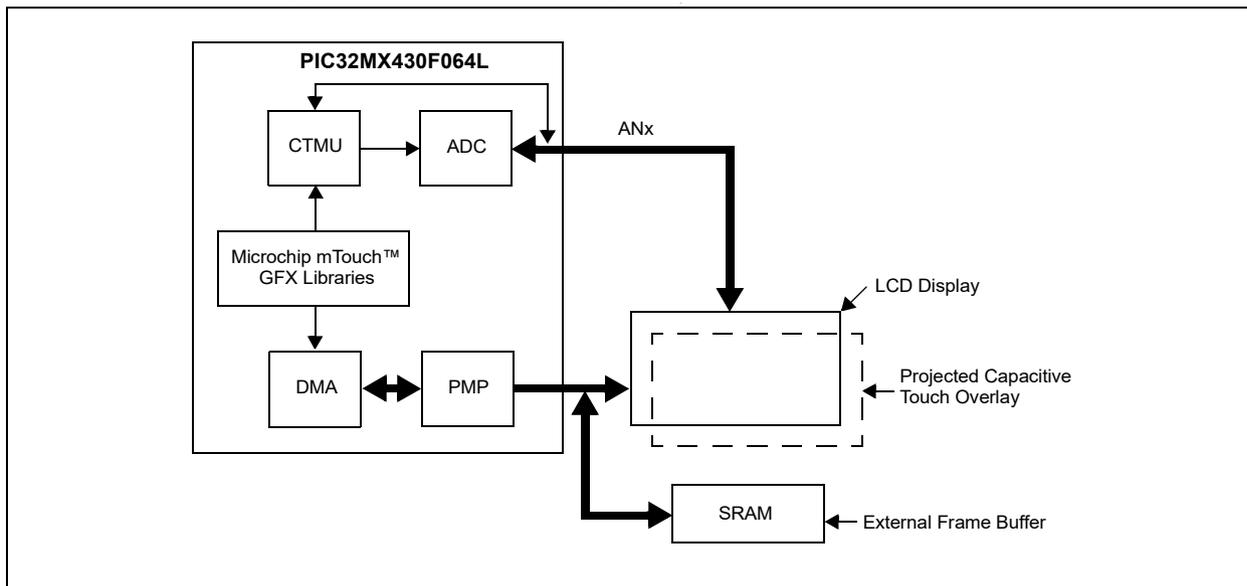 PIC32MX430F064L
CTMU
ADC
ANx
Microchip mTouch™
GFX Libraries
LCD Display
DMA
PMP
Projected Capacitive
Touch Overlay
SRAM
External Frame Buffer